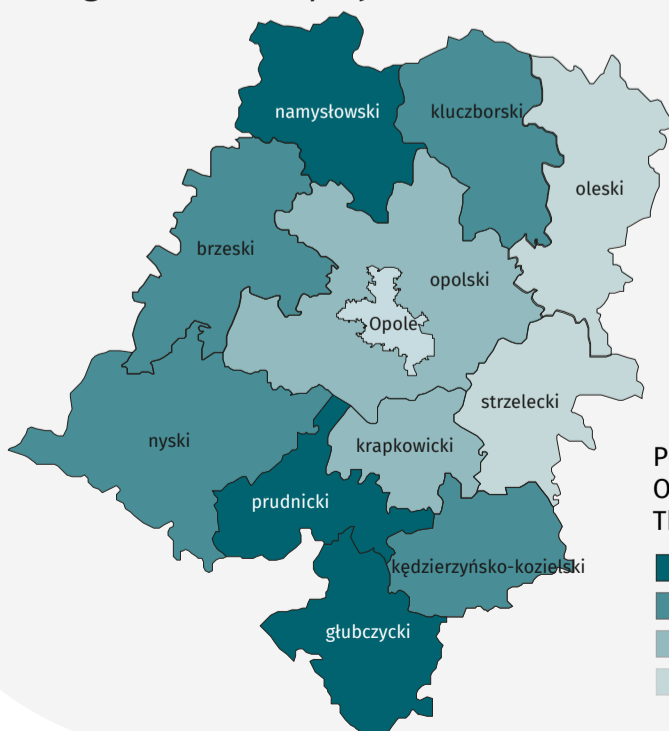 namysłowski
kluczborski
oleski
brzeski
opolski
Opole
strzelecki
nyski
krapkowicki
prudnicki
kędzierzyńsko-kozielski
głubczycki